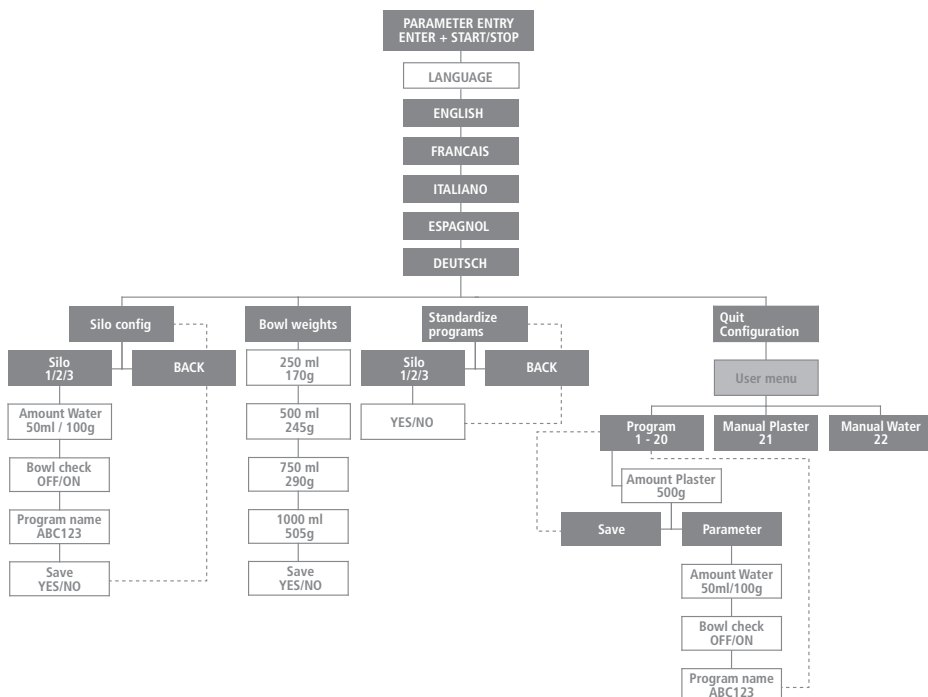 PARAMETER ENTRY
ENTER + START/STOP
LANGUAGE
ENGLISH
FRANCAIS
ITALIANO
ESPAGNOL
DEUTSCH
Silo config
Silo
1/2/3
BACK
Amount Water
50ml / 100g
Bowl check
OFF/ON
Program name
ABC123
Save
YES/NO
Bowl weights
250 ml
170g
500 ml
245g
750 ml
290g
1000 ml
505g
Save
YES/NO
Standardize
programs
Silo
1/2/3
BACK
YES/NO
Quit
Configuration
User menu
Program
1 - 20
Manual Plaster
21
Manual Water
22
Amount Plaster
500g
Save
Parameter
Amount Water
50ml/100g
Bowl check
OFF/ON
Program name
ABC123